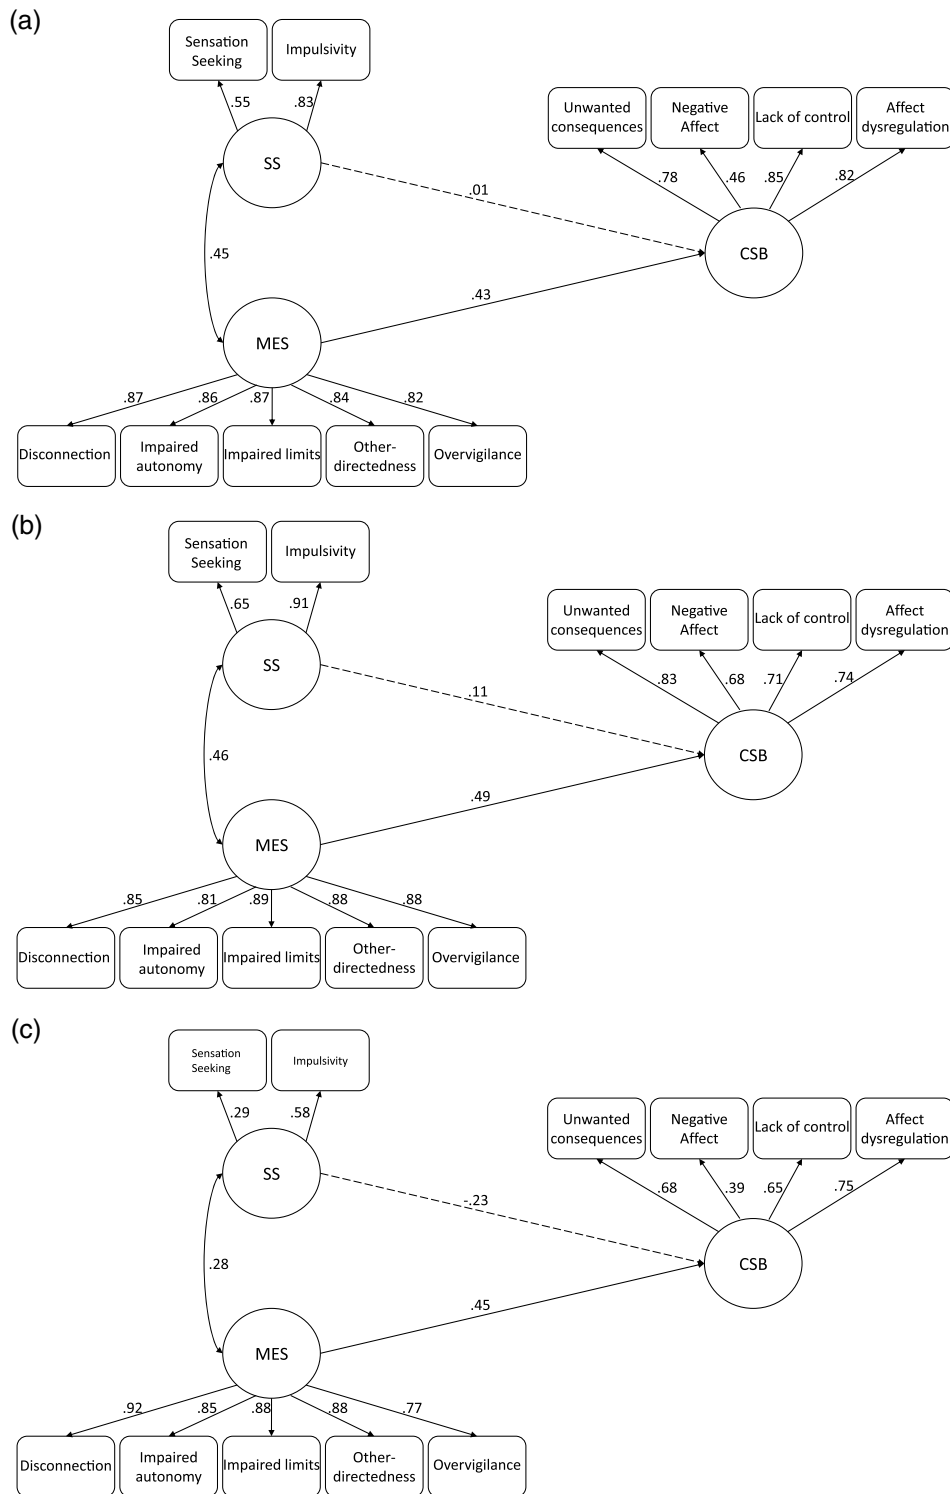 (a)
Sensation
Seeking
Impulsivity
.55
.83
SS
Unwanted
consequences
Negative
Affect
Lack of control
Affect
dysregulation
.78
.46
.85
.82
.01
CSB
.45
.43
MES
.87
.86
.87
.84
.82
Disconnection
Impaired
autonomy
Impaired limits
Other-
directedness
Overvigilance
(b)
Sensation
Seeking
Impulsivity
.65
.91
SS
Unwanted
consequences
Negative
Affect
Lack of control
Affect
dysregulation
.83
.68
.71
.74
.11
CSB
.46
.49
MES
.85
.81
.89
.88
.88
Disconnection
Impaired
autonomy
Impaired limits
Other-
directedness
Overvigilance
(c)
Sensation
Seeking
Impulsivity
.29
.58
SS
Unwanted
consequences
Negative
Affect
Lack of control
Affect
dysregulation
.68
.39
.65
.75
-.23
CSB
.28
.45
MES
.92
.85
.88
.88
.77
Disconnection
Impaired
autonomy
Impaired limits
Other-
directedness
Overvigilance